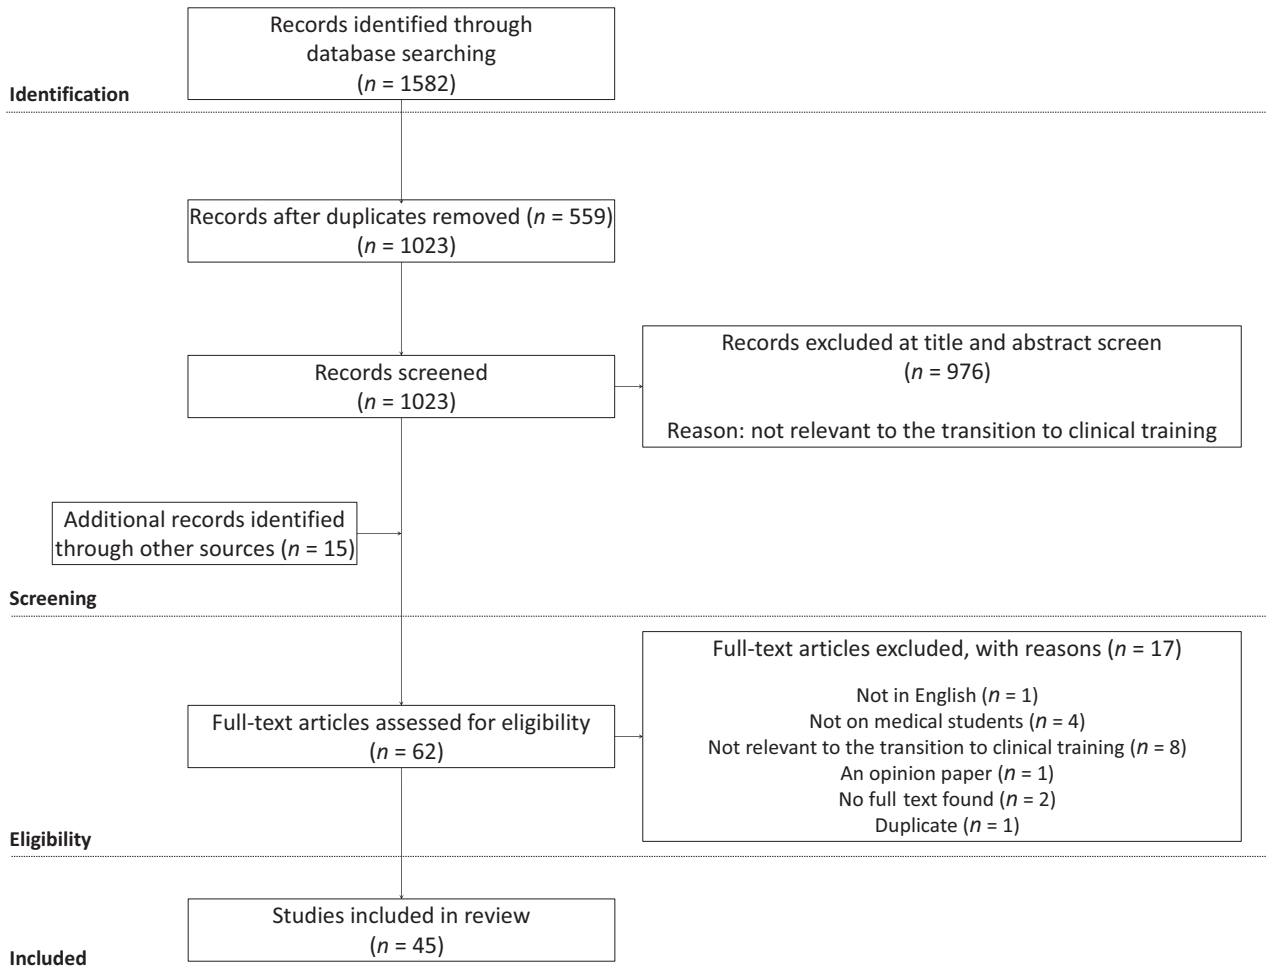 Records identified through
database searching
(n = 1582)
Identification
Records after duplicates removed (n = 559)
(n = 1023)
Records screened
(n = 1023)
Records excluded at title and abstract screen
(n = 976)
Reason: not relevant to the transition to clinical training
Additional records identified
through other sources (n = 15)
Screening
Full-text articles assessed for eligibility
(n = 62)
Full-text articles excluded, with reasons (n = 17)
Not in English (n = 1)
Not on medical students (n = 4)
Not relevant to the transition to clinical training (n = 8)
An opinion paper (n = 1)
No full text found (n = 2)
Duplicate (n = 1)
Eligibility
Studies included in review
(n = 45)
Included